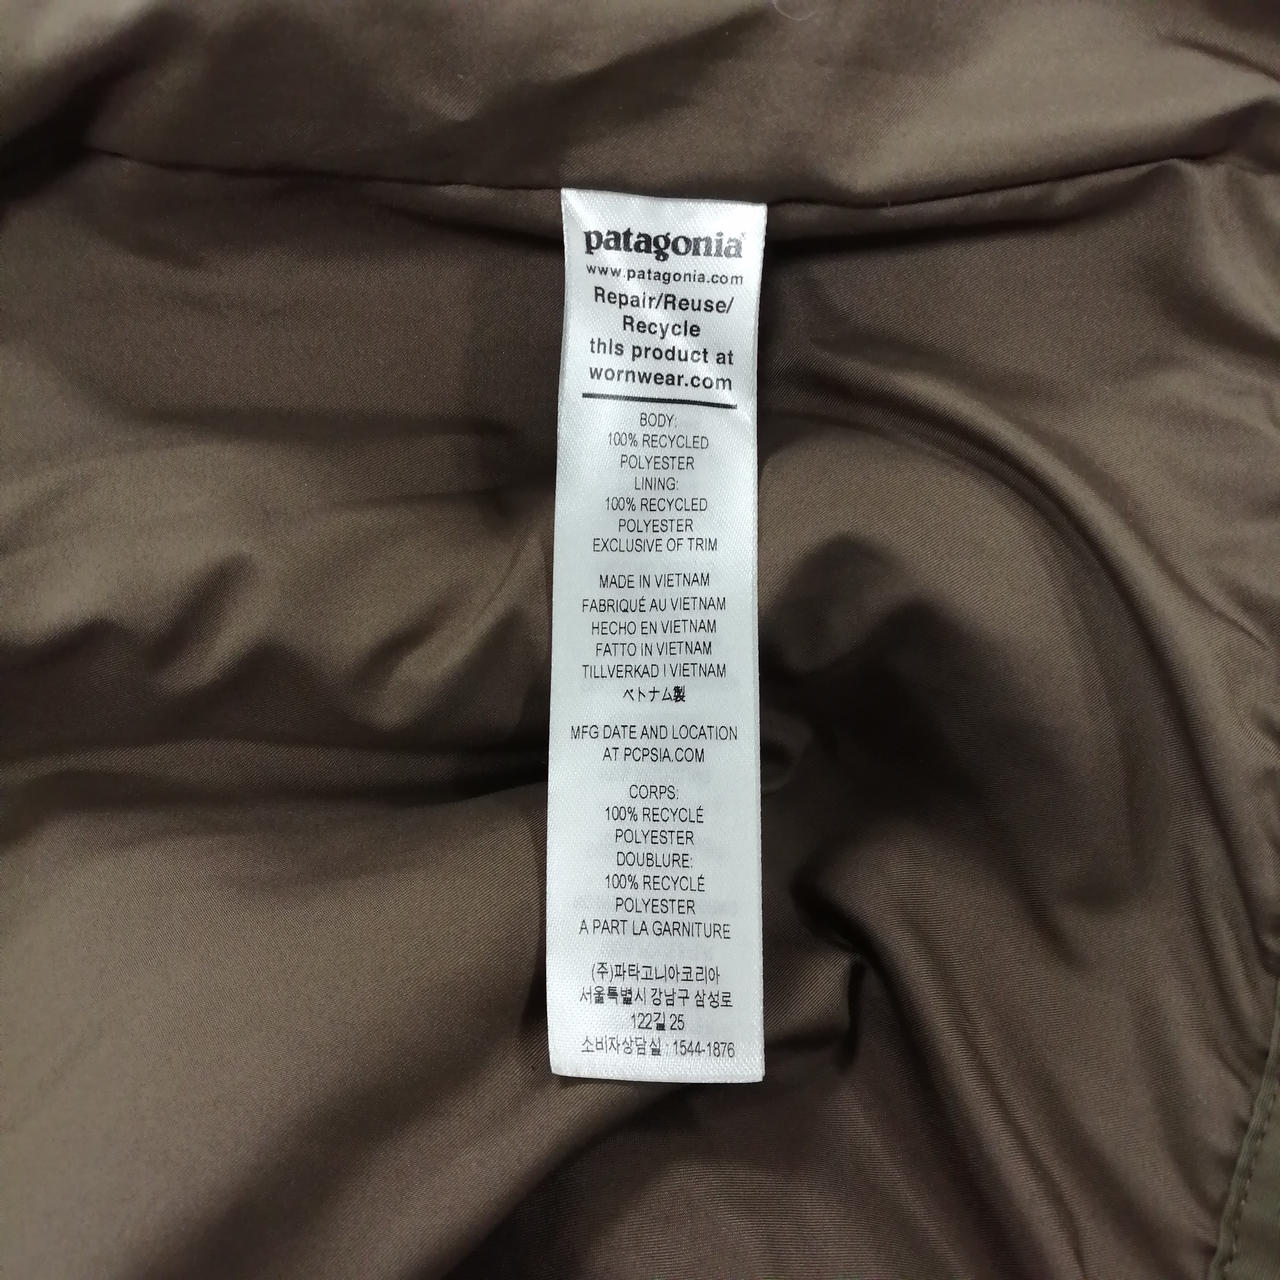 patagonia
www.patagonia.com
Repair/Reuse/
Recycle
this product at
wornwear.com
BODY:
100% RECYCLED
POLYESTER
LINING:
100% RECYCLED
POLYESTER
EXCLUSIVE OF TRIM
MADE IN VIETNAM
FABRIQUÉ AU VIETNAM
HECHO EN VIETNAM
FATTO IN VIETNAM
TILLVERKAD I VIETNAM
ベトナム製
MFG DATE AND LOCATION
AT PCPSIA.COM
CORPS:
100% RECYCLÉ
POLYESTER
DOUBLURE:
100% RECYCLÉ
POLYESTER
A PART LA GARNITURE
(주)파타고니아코리아
서울특별시 강남구 삼성로
122길 25
소비자상담실 : 1544-1876